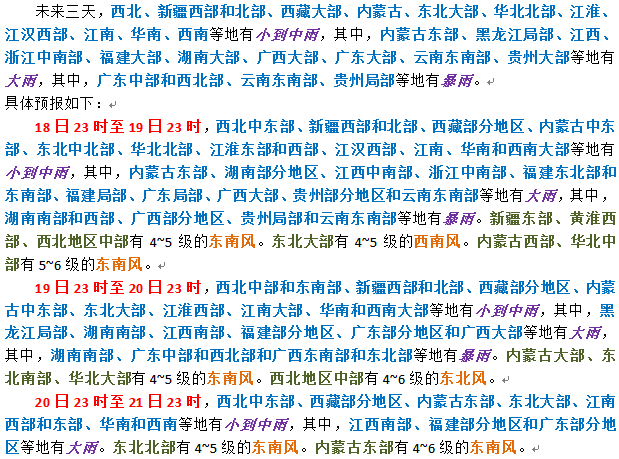 未来三天，西北、新疆西部和北部、西藏大部、内蒙古、东北大部、华北北部、江淮、
江汉西部、江南、华南、西南等地有小到中雨，其中，内蒙古东部、黑龙江局部、江西、
浙江中南部、福建大部、湖南大部、广西大部、广东大部、云南东南部、贵州大部等地有
大雨，其中，广东中部和西北部、云南东南部、贵州局部等地有暴雨。
具体预报如下：
18日23时至19日23时，西北中东部、新疆西部和北部、西藏部分地区、内蒙古中东
部、东北中北部、华北北部、江淮东部和西部、江汉西部、江南、华南和西南大部等地有
小到中雨，其中，内蒙古东部、湖南部分地区、江西中南部、浙江中南部、福建东北部和
东南部、福建局部、广东局部、广西大部、贵州部分地区和云南东南部等地有大雨，其中，
湖南南部和西部、广西部分地区、贵州局部和云南东南部等地有暴雨。新疆东部、黄淮西
部、西北地区中部有 4~5 级的东南风。东北大部有 4~5 级的西南风。内蒙古西部、华北中
部有 5~6 级的东南风。
19日23时至20日23时，西北中部和东南部、新疆西部和北部、西藏部分地区、内蒙
古中东部、东北大部、江淮西部、江南大部、华南和西南大部等地有小到中雨，其中，黑
龙江局部、湖南南部、江西南部、福建部分地区、广东部分地区和广西大部等地有大雨，
其中，湖南南部、广东中部和西北部和广西东南部和东北部等地有暴雨。内蒙古大部、东
北南部、华北大部有 4~5 级的东南风。西北地区中部有 4~6 级的东北风。
20日23时至21日23时，西北中东部、西藏部分地区、内蒙古东部、东北大部、江南
西部和东部、华南和西南等地有小到中雨，其中，江西南部、福建部分地区和广东部分地
区等地有大雨。东北北部有 4~5 级的东南风。内蒙古东部有 4~6 级的东南风。